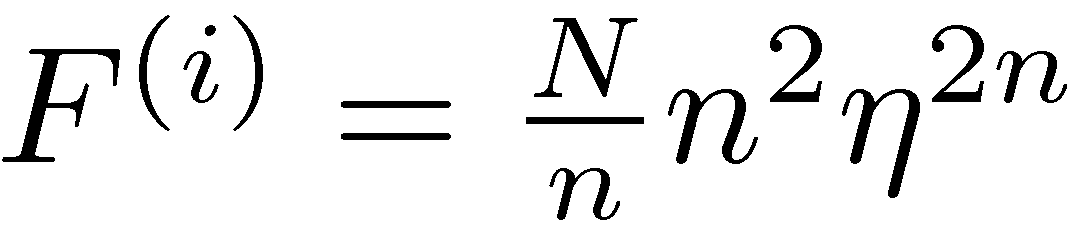 $F^{(i)} = \frac{N}{n} n^2 \eta^{2n}$